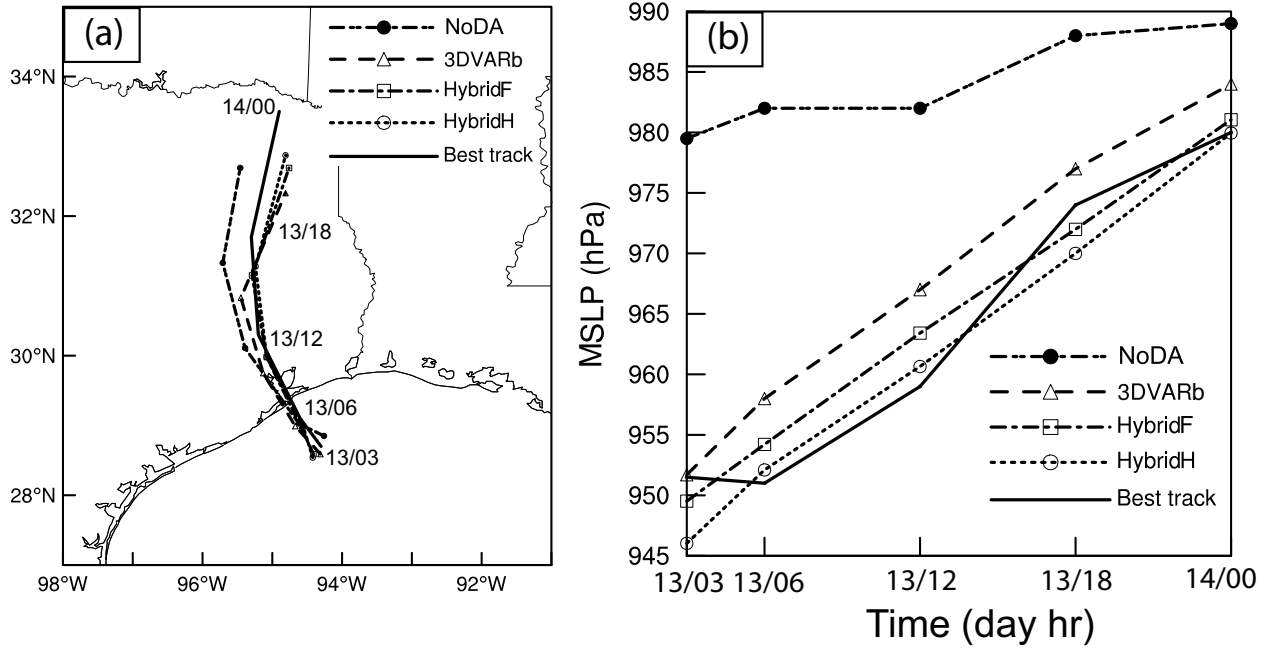 (a)
NoDA
3DVARb
HybridF
HybridH
Best track
34°N
32°N
30°N
28°N
14/00
13/18
13/12
13/06
13/03
98°W
96°W
94°W
92°W
(b)
990
985
980
975
970
965
960
955
950
945
MSLP (hPa)
NoDA
3DVARb
HybridF
HybridH
Best track
13/03
13/06
13/12
13/18
14/00
Time (day hr)